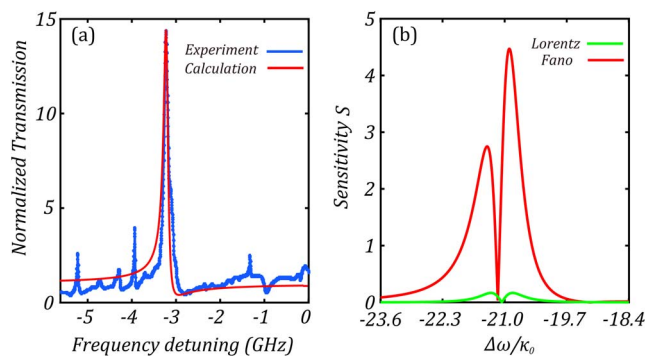 (a)
Experiment
Calculation
Normalized Transmission
15
10
5
0
-5 -4 -3 -2 -1 0
Frequency detuning (GHz)
(b)
Lorentz
Fano
Sensitivity S
5
4
3
2
1
0
-23.6 -22.3 -21.0 -19.7 -18.4
Δω/κ₀